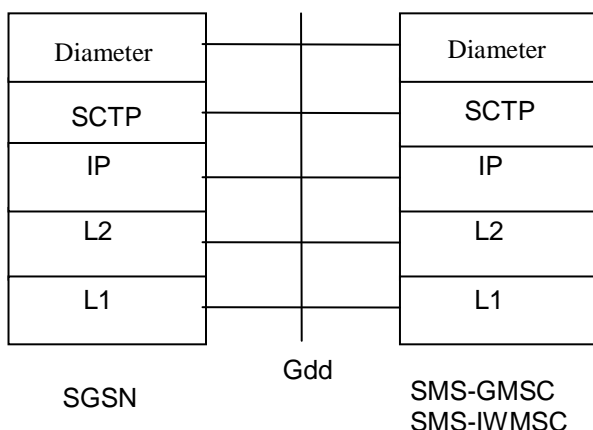 Diameter
SCTP
IP
L2
L1
SGSN
Gdd
Diameter
SCTP
IP
L2
L1
SMS-GMSC
SMS-IWMSC